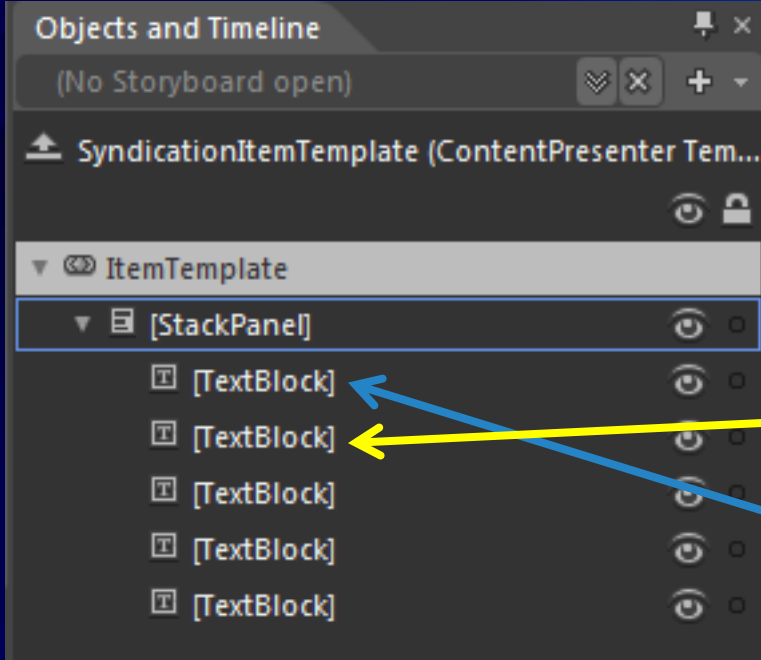 Objects and Timeline
(No Storyboard open)
SyndicationItemTemplate (ContentPresenter Tem...
ItemTemplate
[StackPanel]
[TextBlock]
[TextBlock]
[TextBlock]
[TextBlock]
[TextBlock]